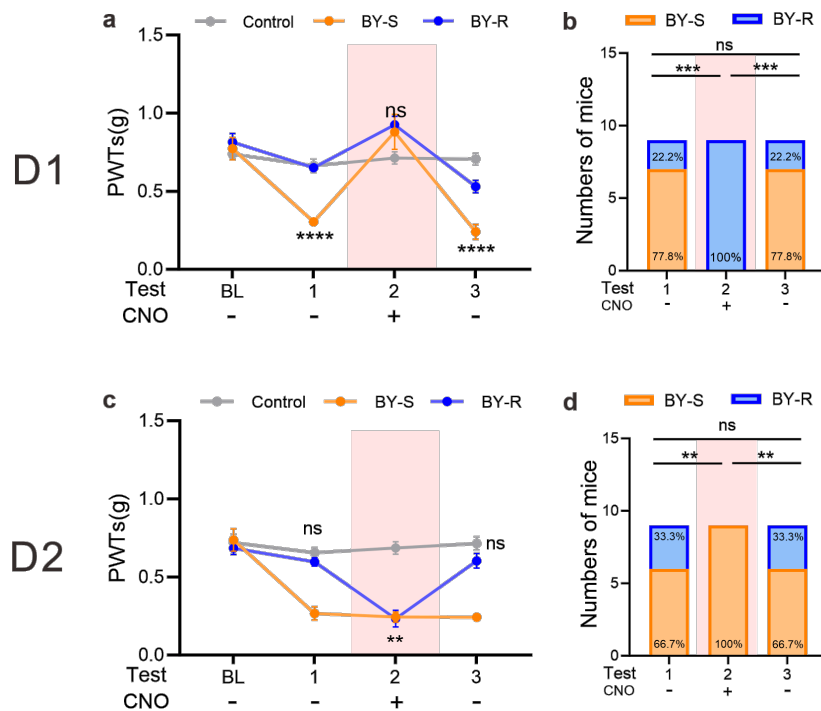 a
Control BY-S BY-R
1.5
1.0
0.5
0.0
PWTs(g)
ns
****
****
Test BL 1 2 3
CNO - - + -
D1
b
BY-S BY-R
ns
*** ***
15
10
5
0
Numbers of mice
22.2% 22.2%
77.8% 100% 77.8%
Test 1 2 3
CNO - + -
c
Control BY-S BY-R
1.5
1.0
0.5
0.0
PWTs(g)
ns
ns
**
Test BL 1 2 3
CNO - - + -
D2
d
BY-S BY-R
ns
** **
15
10
5
0
Numbers of mice
33.3% 33.3%
66.7% 100% 66.7%
Test 1 2 3
CNO - + -